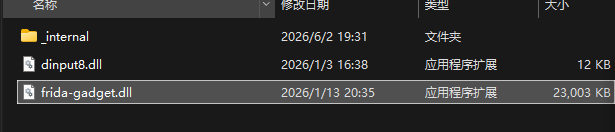 名称 修改日期 类型 大小
_internal 2026/6/2 19:31 文件夹
dinput8.dll 2026/1/3 16:38 应用程序扩展 12 KB
frida-gadget.dll 2026/1/13 20:35 应用程序扩展 23,003 KB